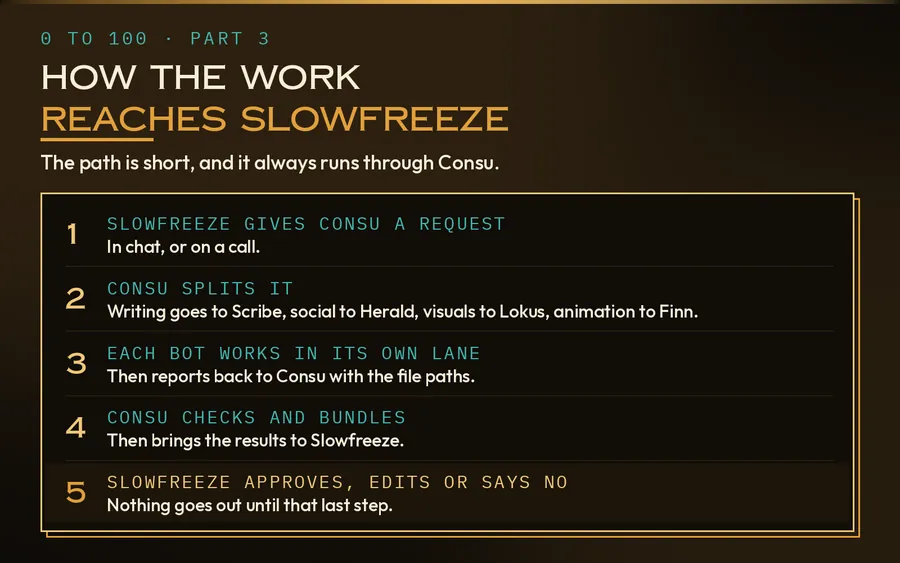 0 TO 100 · PART 3
HOW THE WORK
REACHES SLOWFREEZE
The path is short, and it always runs through Consu.
1
SLOWFREEZE GIVES CONSU A REQUEST
In chat, or on a call.
2
CONSU SPLITS IT
Writing goes to Scribe, social to Herald, visuals to Lokus, animation to Finn.
3
EACH BOT WORKS IN ITS OWN LANE
Then reports back to Consu with the file paths.
4
CONSU CHECKS AND BUNDLES
Then brings the results to Slowfreeze.
5
SLOWFREEZE APPROVES, EDITS OR SAYS NO
Nothing goes out until that last step.